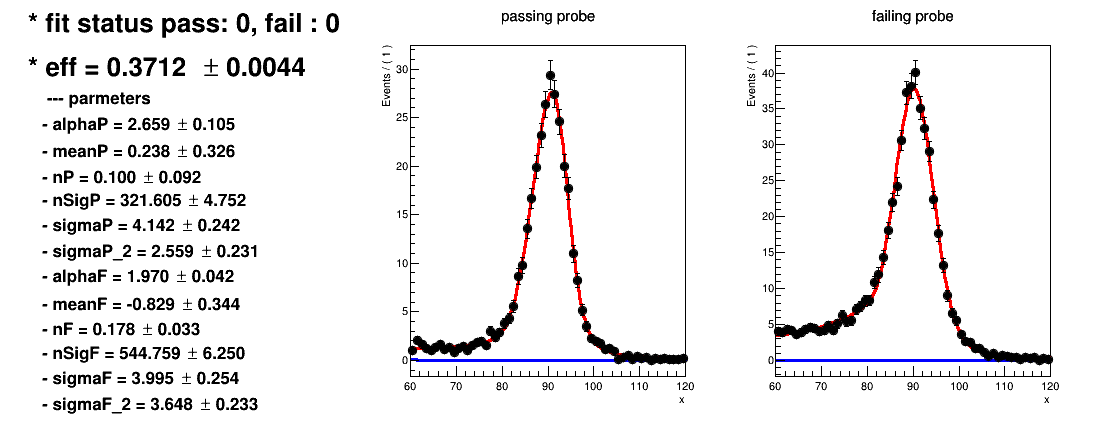 * fit status pass: 0, fail : 0
* eff = 0.3712 ± 0.0044
--- parmeters
- alphaP = 2.659 ± 0.105
- meanP = 0.238 ± 0.326
- nP = 0.100 ± 0.092
- nSigP = 321.605 ± 4.752
- sigmaP = 4.142 ± 0.242
- sigmaP_2 = 2.559 ± 0.231
- alphaF = 1.970 ± 0.042
- meanF = -0.829 ± 0.344
- nF = 0.178 ± 0.033
- nSigF = 544.759 ± 6.250
- sigmaF = 3.995 ± 0.254
- sigmaF_2 = 3.648 ± 0.233
passing probe
Events / ( 1 )
30
25
20
15
10
5
0
60 70 80 90 100 110 120
x
failing probe
Events / ( 1 )
40
35
30
25
20
15
10
5
0
60 70 80 90 100 110 120
x